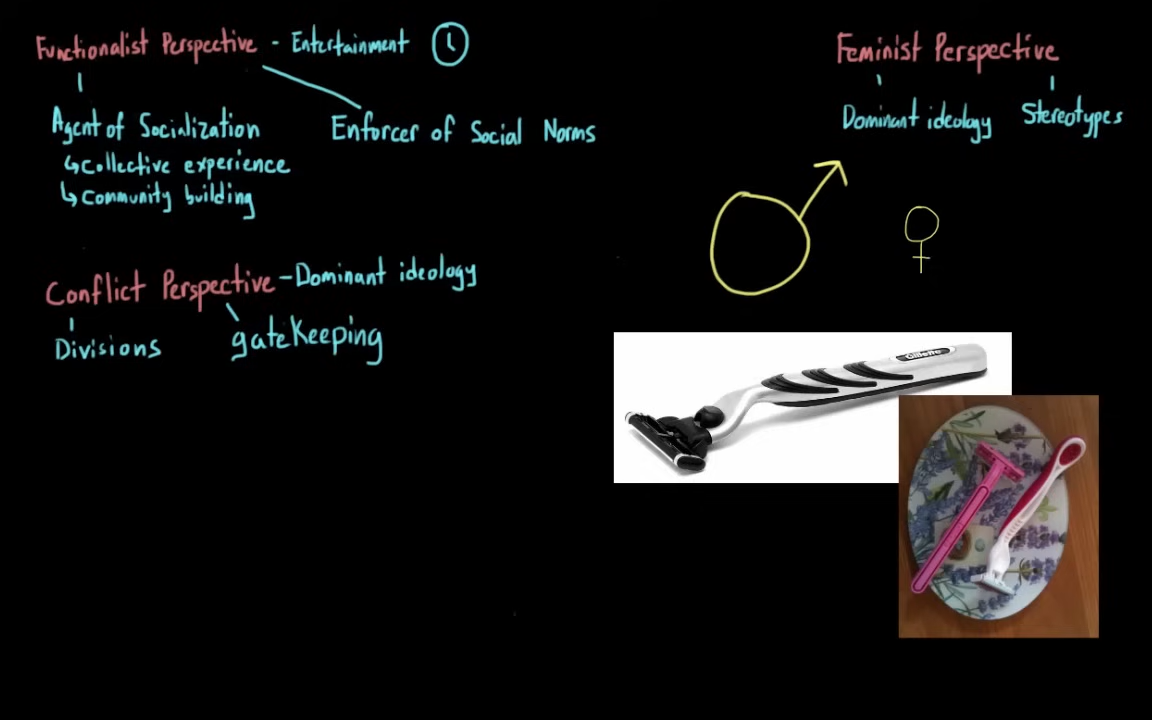 Functionalist Perspective - Entertainment
Agent of Socialization
↳collective experience
↳community building
Enforcer of Social Norms
Conflict Perspective - Dominant ideology
Divisions
gatekeeping
Feminist Perspective
Dominant ideology
Stereotypes
Gillette